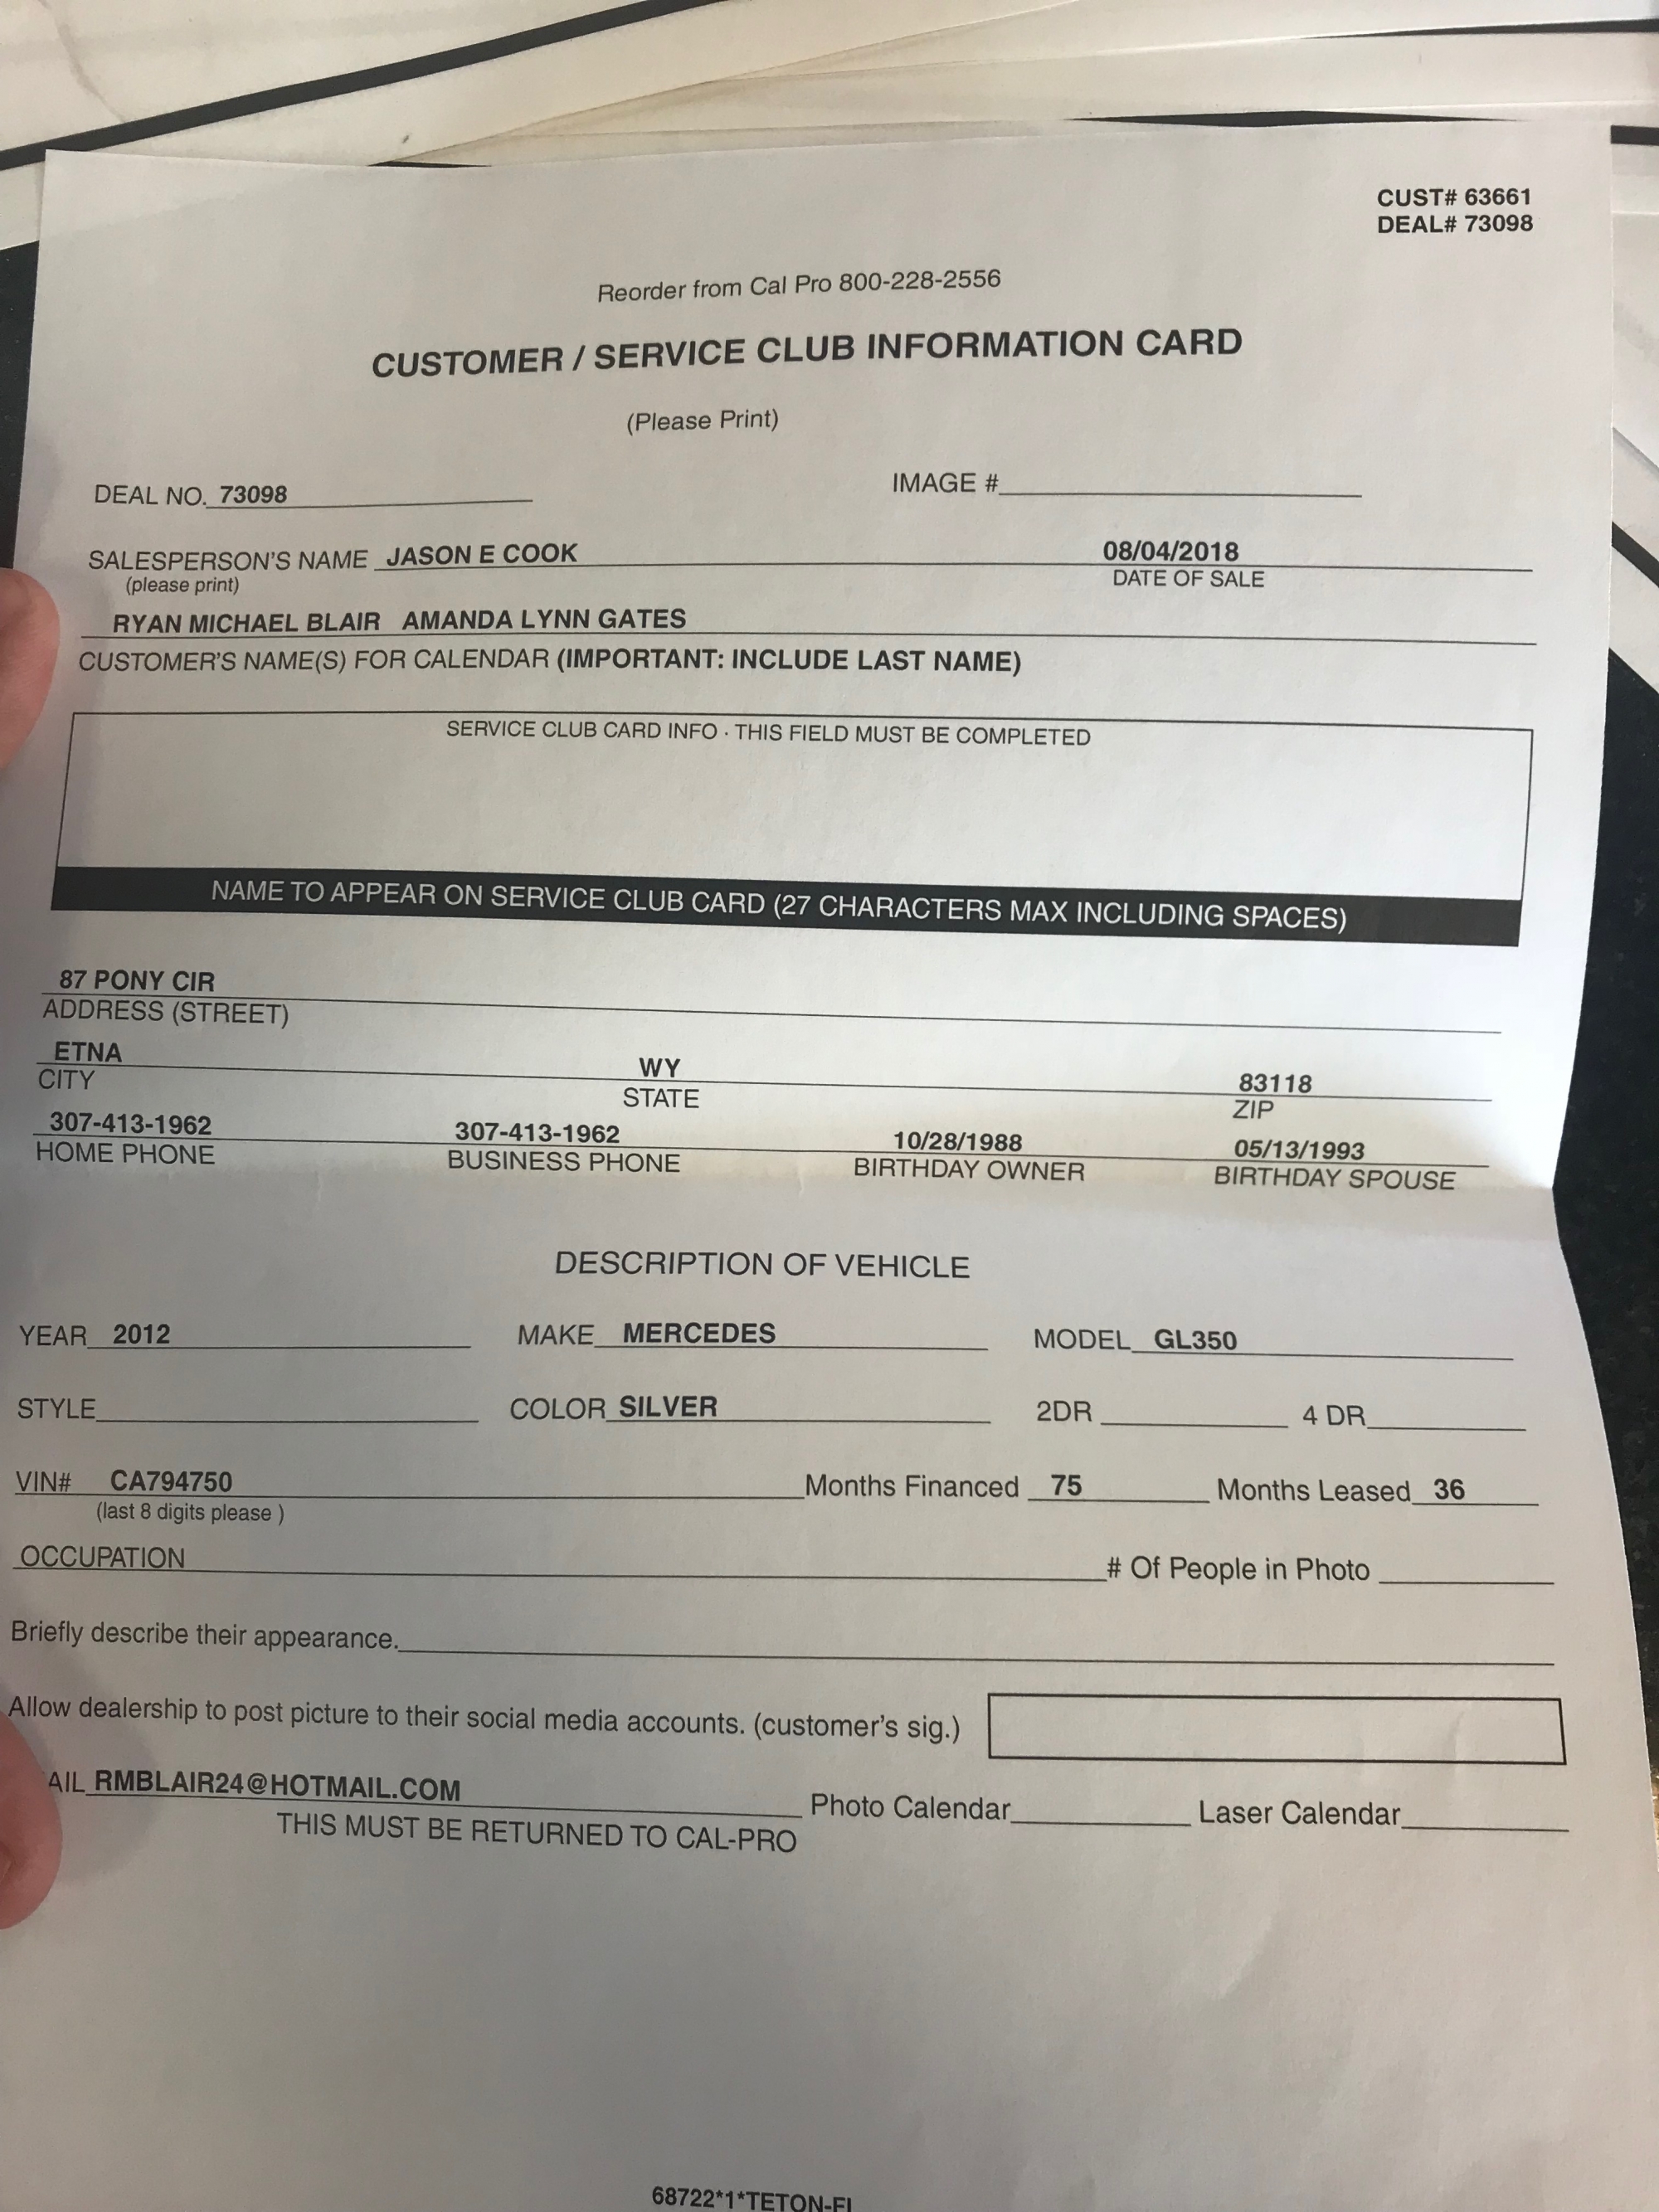 CUST# 63661
DEAL# 73098
Reorder from Cal Pro 800-228-2556
CUSTOMER / SERVICE CLUB INFORMATION CARD
(Please Print)
DEAL NO. 73098 IMAGE #
SALESPERSON'S NAME JASON E COOK 08/04/2018
(please print) DATE OF SALE
RYAN MICHAEL BLAIR AMANDA LYNN GATES
CUSTOMER'S NAME(S) FOR CALENDAR (IMPORTANT: INCLUDE LAST NAME)
SERVICE CLUB CARD INFO · THIS FIELD MUST BE COMPLETED
NAME TO APPEAR ON SERVICE CLUB CARD (27 CHARACTERS MAX INCLUDING SPACES)
87 PONY CIR
ADDRESS (STREET)
ETNA WY 83118
CITY STATE ZIP
307-413-1962 307-413-1962 10/28/1988 05/13/1993
HOME PHONE BUSINESS PHONE BIRTHDAY OWNER BIRTHDAY SPOUSE
DESCRIPTION OF VEHICLE
YEAR 2012 MAKE MERCEDES MODEL GL350
STYLE COLOR SILVER 2DR 4 DR
VIN# CA794750 Months Financed 75 Months Leased 36
(last 8 digits please )
OCCUPATION # Of People in Photo
Briefly describe their appearance.
Allow dealership to post picture to their social media accounts. (customer's sig.)
AIL RMBLAIR24@HOTMAIL.COM Photo Calendar Laser Calendar
THIS MUST BE RETURNED TO CAL-PRO
68722*1*TETON-FI